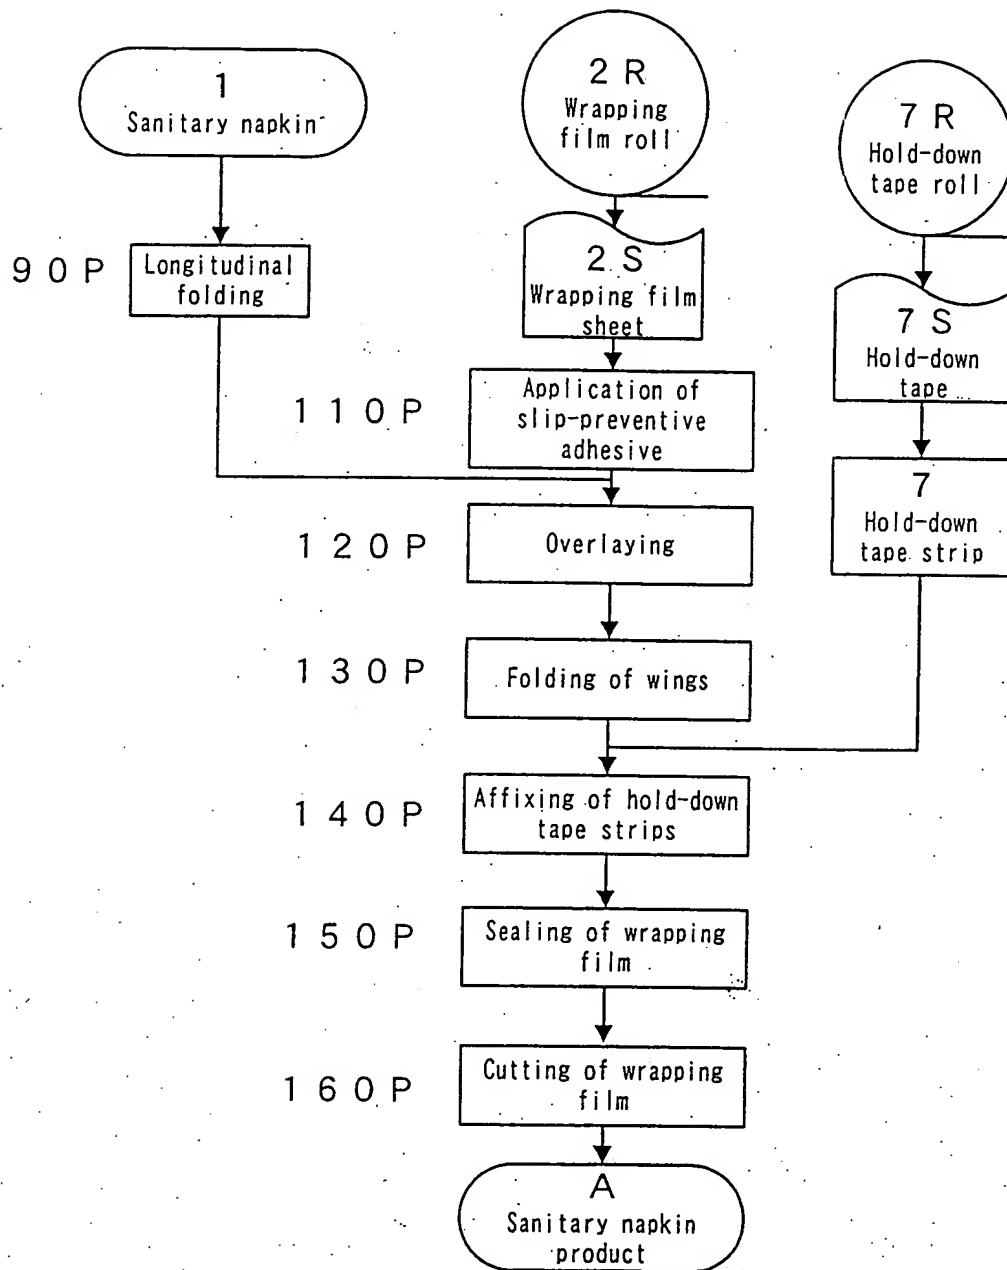 1
Sanitary napkin
2 R
Wrapping
film roll
7 R
Hold-down
tape roll
90P
Longitudinal
folding
2 S
Wrapping film
sheet
7 S
Hold-down
tape
110P
Application of
slip-preventive
adhesive
7
Hold-down
tape strip
120P
Overlaying
130P
Folding of wings
140P
Affixing of hold-down
tape strips
150P
Sealing of wrapping
film
160P
Cutting of wrapping
film
A
Sanitary napkin
product